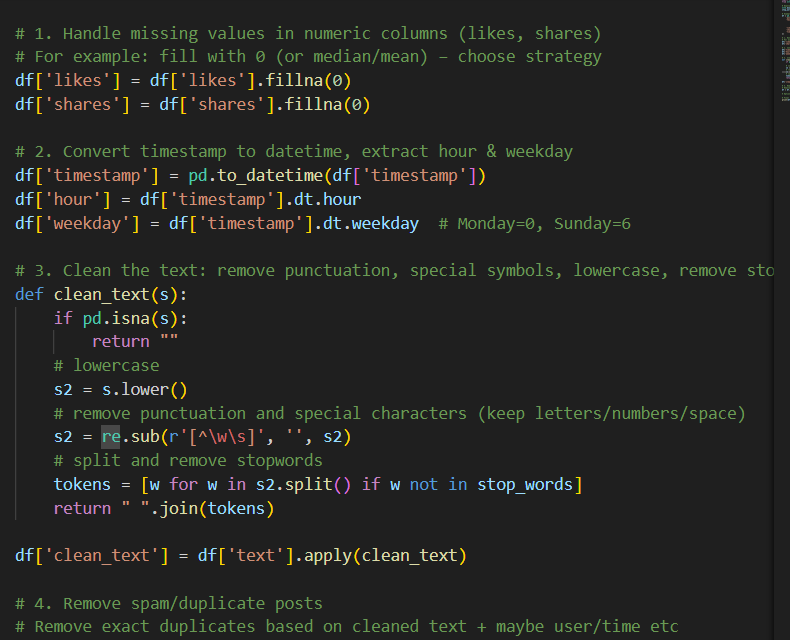 # 1. Handle missing values in numeric columns (likes, shares)
# For example: fill with 0 (or median/mean) – choose strategy
df['likes'] = df['likes'].fillna(0)
df['shares'] = df['shares'].fillna(0)
# 2. Convert timestamp to datetime, extract hour & weekday
df['timestamp'] = pd.to_datetime(df['timestamp'])
df['hour'] = df['timestamp'].dt.hour
df['weekday'] = df['timestamp'].dt.weekday  # Monday=0, Sunday=6
# 3. Clean the text: remove punctuation, special symbols, lowercase, remove sto
def clean_text(s):
    if pd.isna(s):
        return ""
    # lowercase
    s2 = s.lower()
    # remove punctuation and special characters (keep letters/numbers/space)
    s2 = re.sub(r'[^\w\s]', '', s2)
    # split and remove stopwords
    tokens = [w for w in s2.split() if w not in stop_words]
    return " ".join(tokens)
df['clean_text'] = df['text'].apply(clean_text)
# 4. Remove spam/duplicate posts
# Remove exact duplicates based on cleaned text + maybe user/time etc